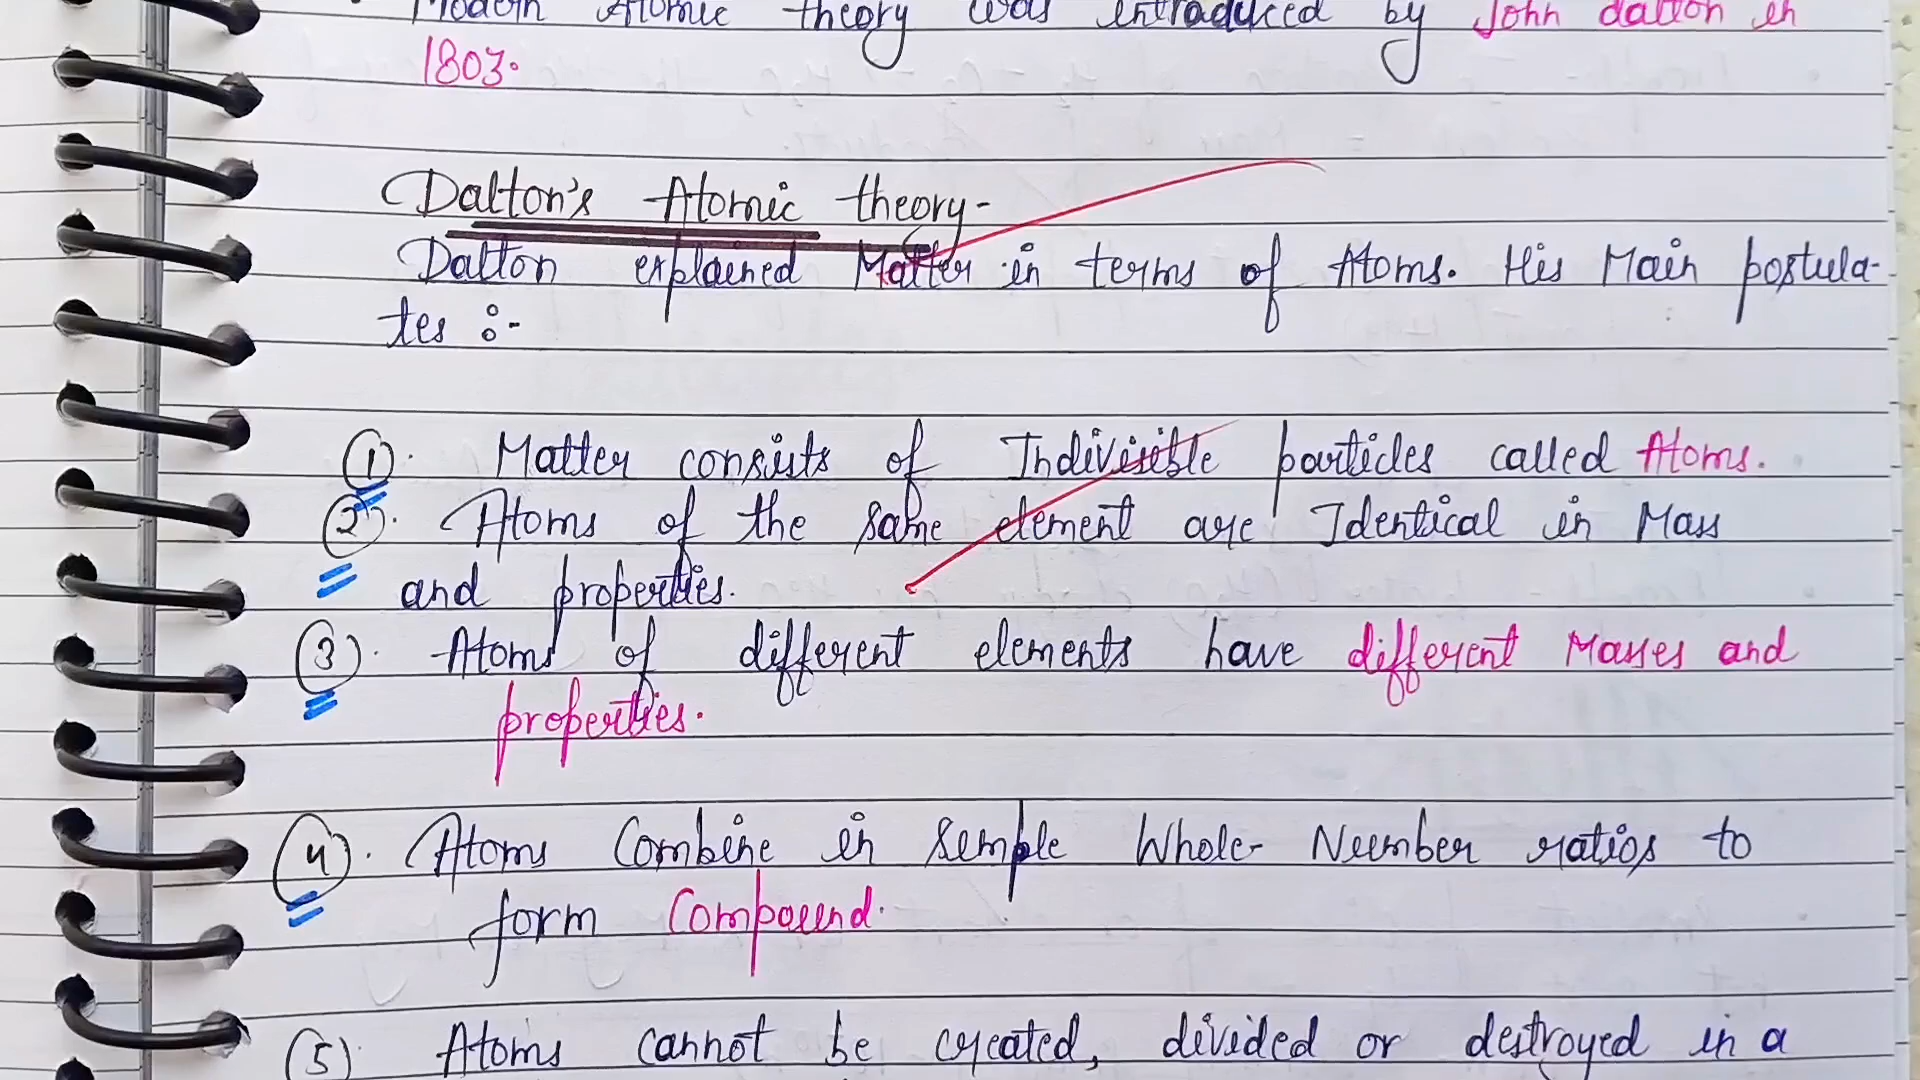 Modern Atomic theory was introduced by John dalton in
1803.
Dalton's Atomic theory-
Dalton explained Matter in terms of Atoms. His Main postula-
tes :-
(1). Matter consists of Indivisible particles called Atoms.
(2). Atoms of the same element are Identical in Mass
and properties.
(3). Atoms of different elements have different Masses and
properties.
(4). Atoms Combine in Simple Whole- Number ratios to
form Compound.
(5). Atoms cannot be created, divided or destroyed in a